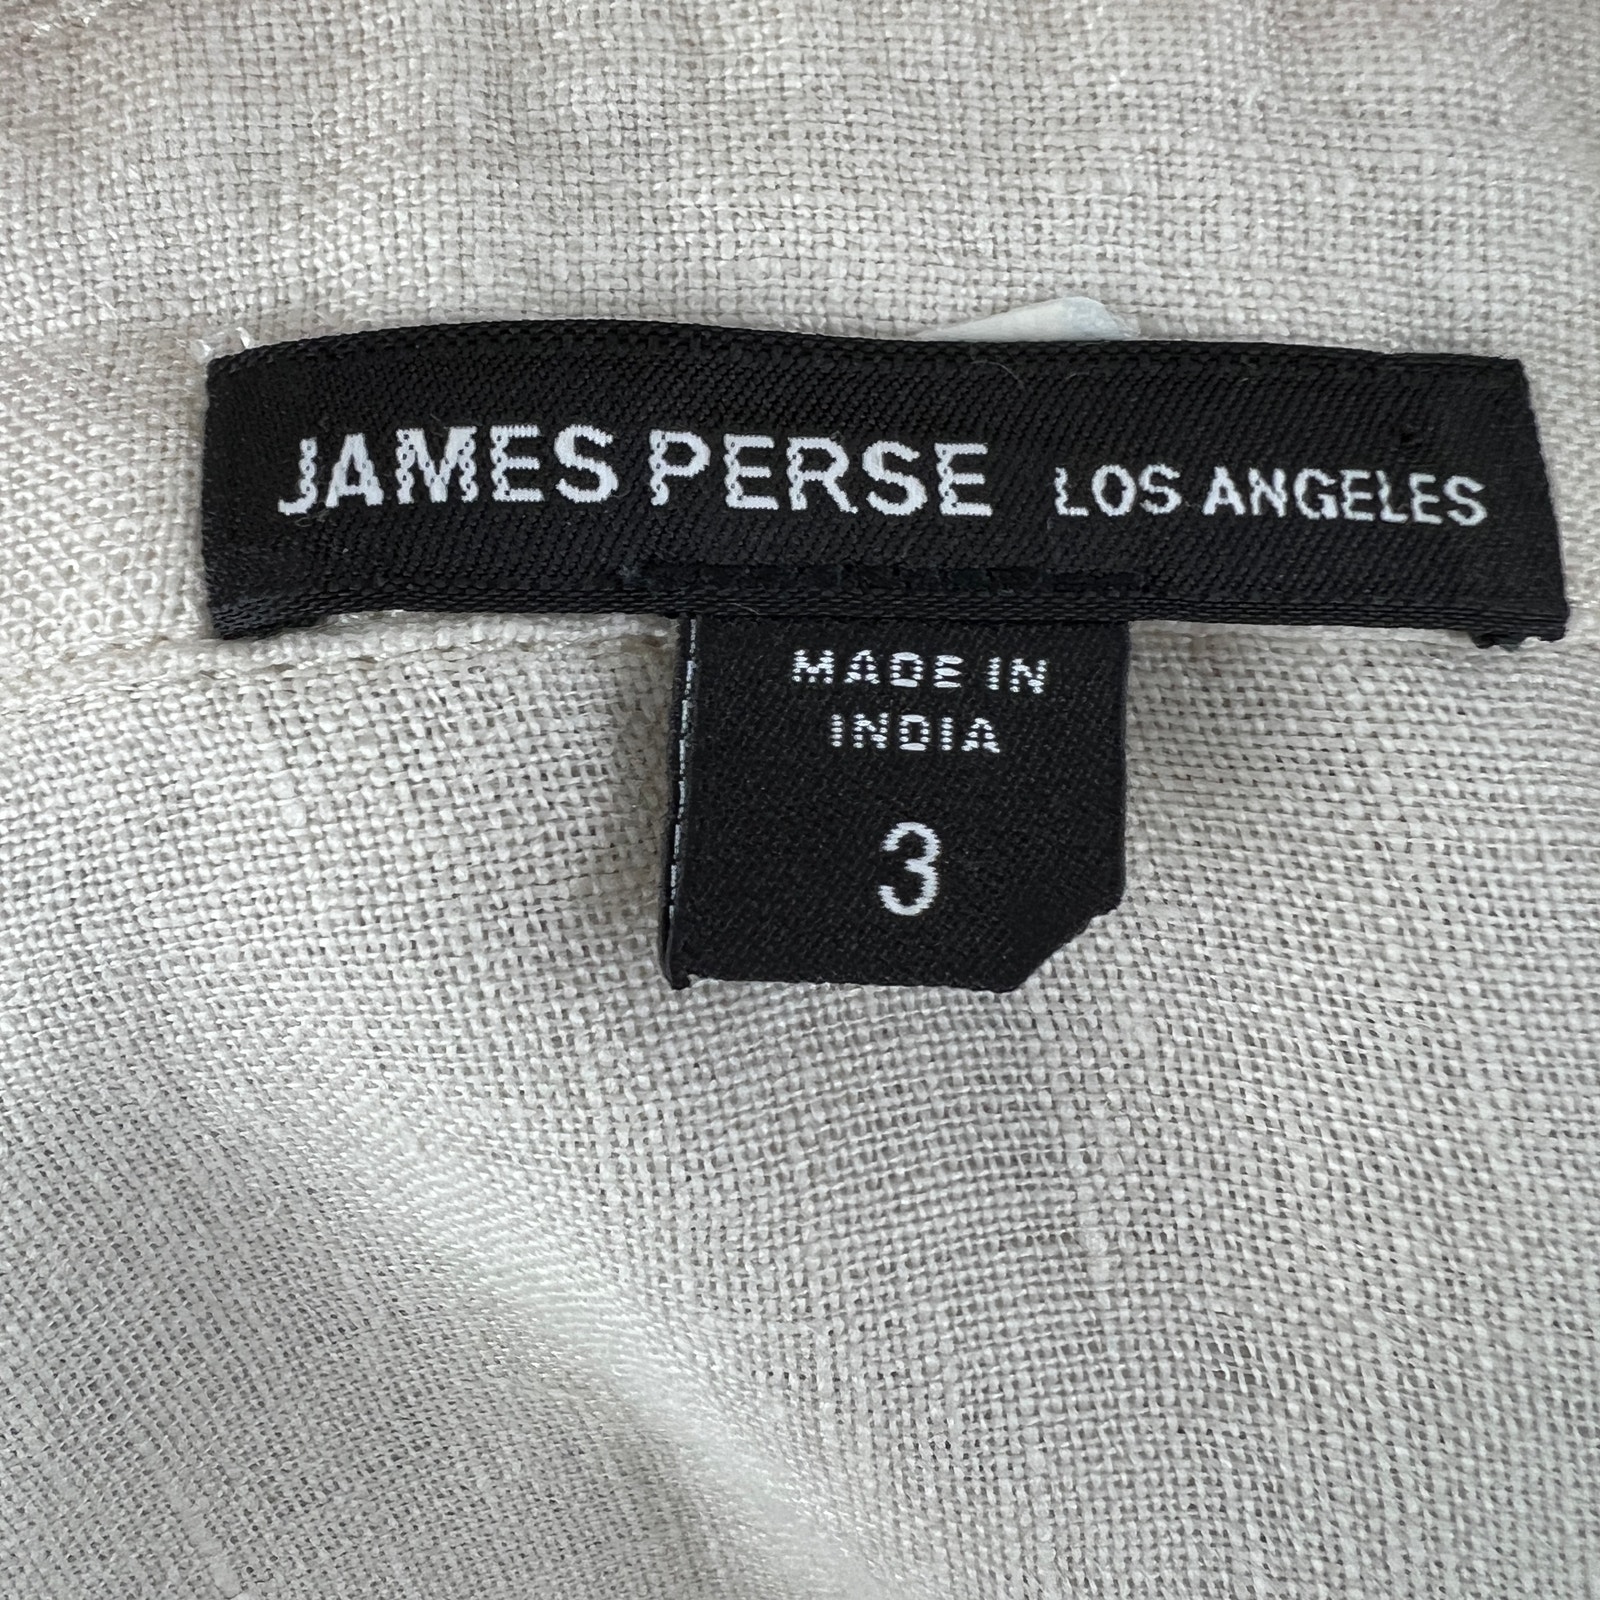 JAMES PERSE LOS ANGELES
MADE IN
INDIA
3